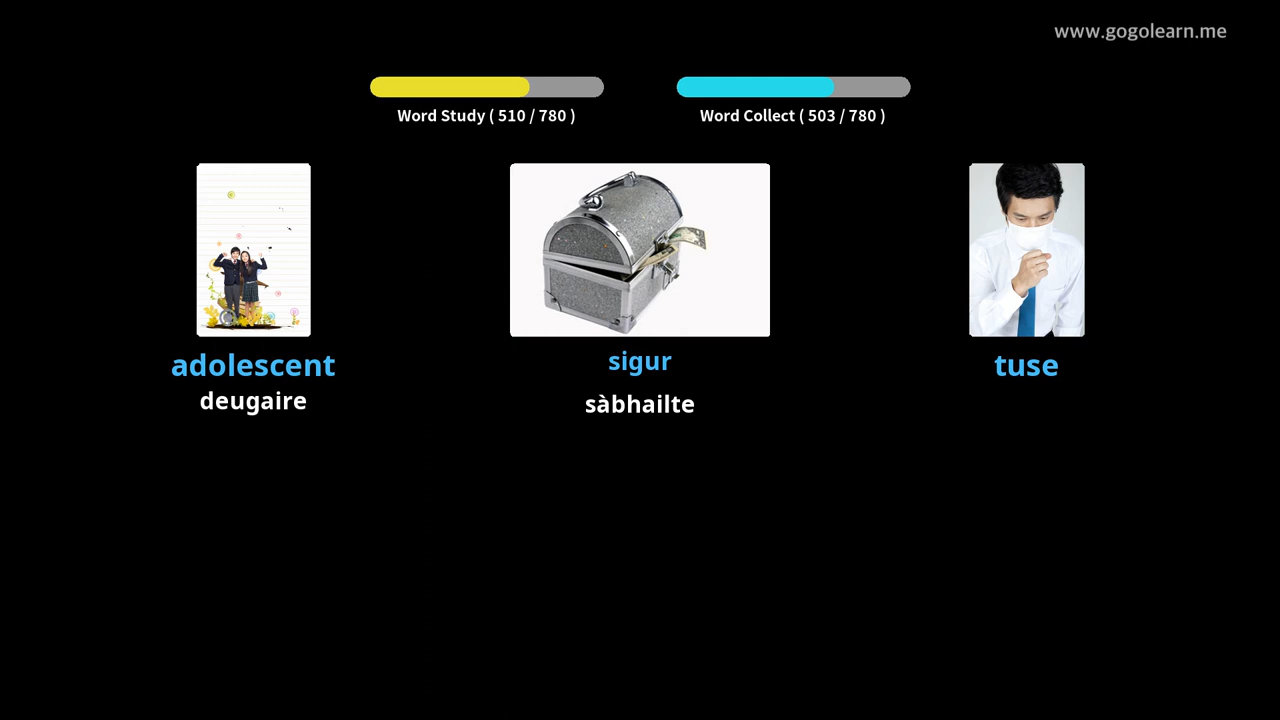 www.gogolearn.me
Word Study ( 510 / 780 )
Word Collect ( 503 / 780 )
adolescent
deugaire
sigur
sàbhailte
tuse